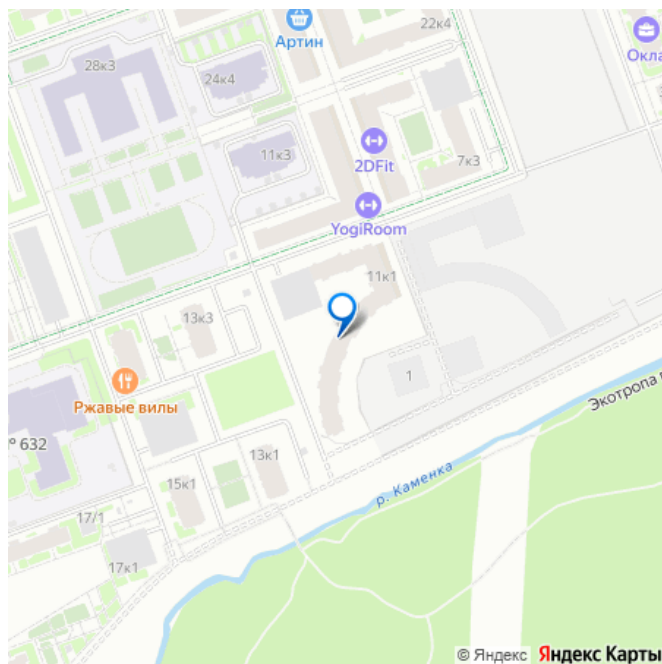 22к4
Артин
Окла
28к3
24к4
11к3
2DFit
7к3
YogiRoom
11к1
13к3
1
Ржавые вилы
Экотропа
° 632
13к1
р. Каменка
15к1
17/1
17к1
© Яндекс Яндекс Карты